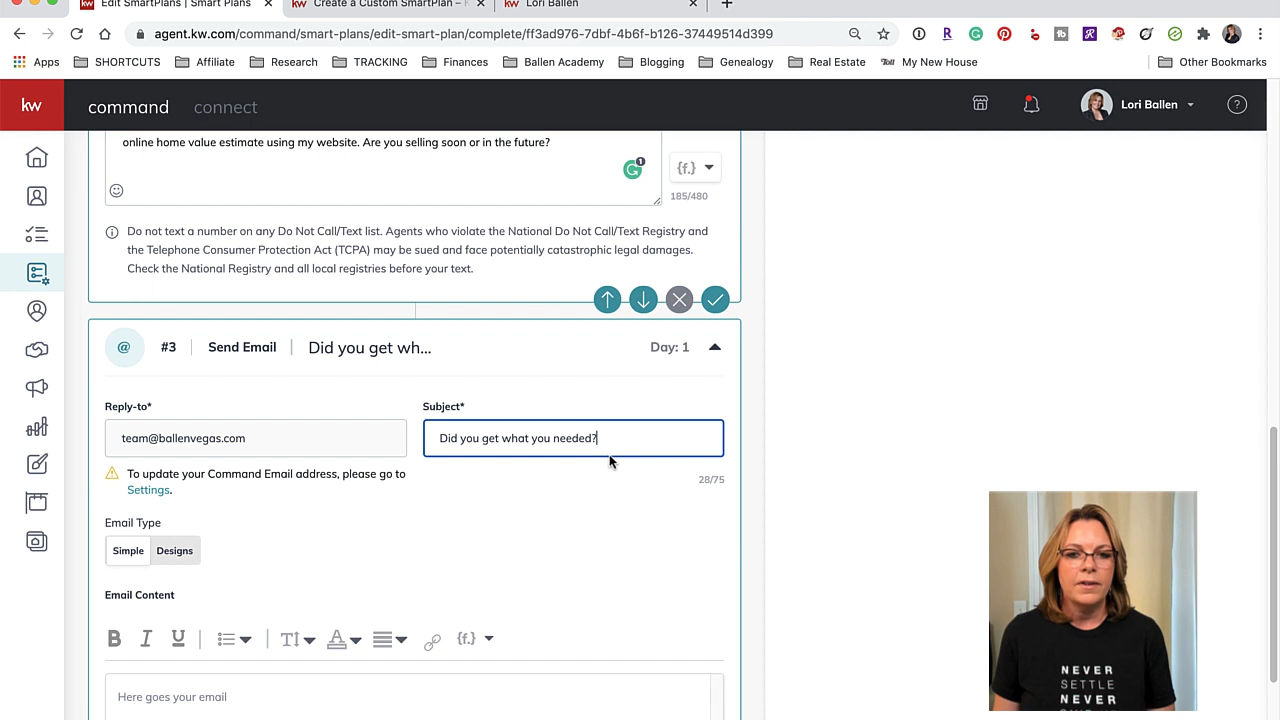 Edit SmartPlans | Smart Plans
Create a Custom SmartPlan –
Lori Ballen
agent.kw.com/command/smart-plans/edit-smart-plan/complete/ff5ad976-7dbf-4b6f-b126-37449514d399
Apps
SHORTCUTS
Affiliate
Research
TRACKING
Finances
Ballen Academy
Blogging
Genealogy
Real Estate
My New House
Other Bookmarks
kw
command
connect
Lori Ballen
online home value estimate using my website. Are you selling soon or in the future?
1
{f.}
185/480
Do not text a number on any Do Not Call/Text list. Agents who violate the National Do Not Call/Text Registry and
the Telephone Consumer Protection Act (TCPA) may be sued and face potentially catastrophic legal damages.
Check the National Registry and all local registries before your text.
@ #3 Send Email Did you get wh... Day: 1
Reply-to*
Subject*
team@ballenvegas.com
Did you get what you needed?
To update your Command Email address, please go to
Settings.
28/75
Email Type
Simple
Designs
Email Content
B I U {f.}
Here goes your email
NEVER
SETTLE
NEVER